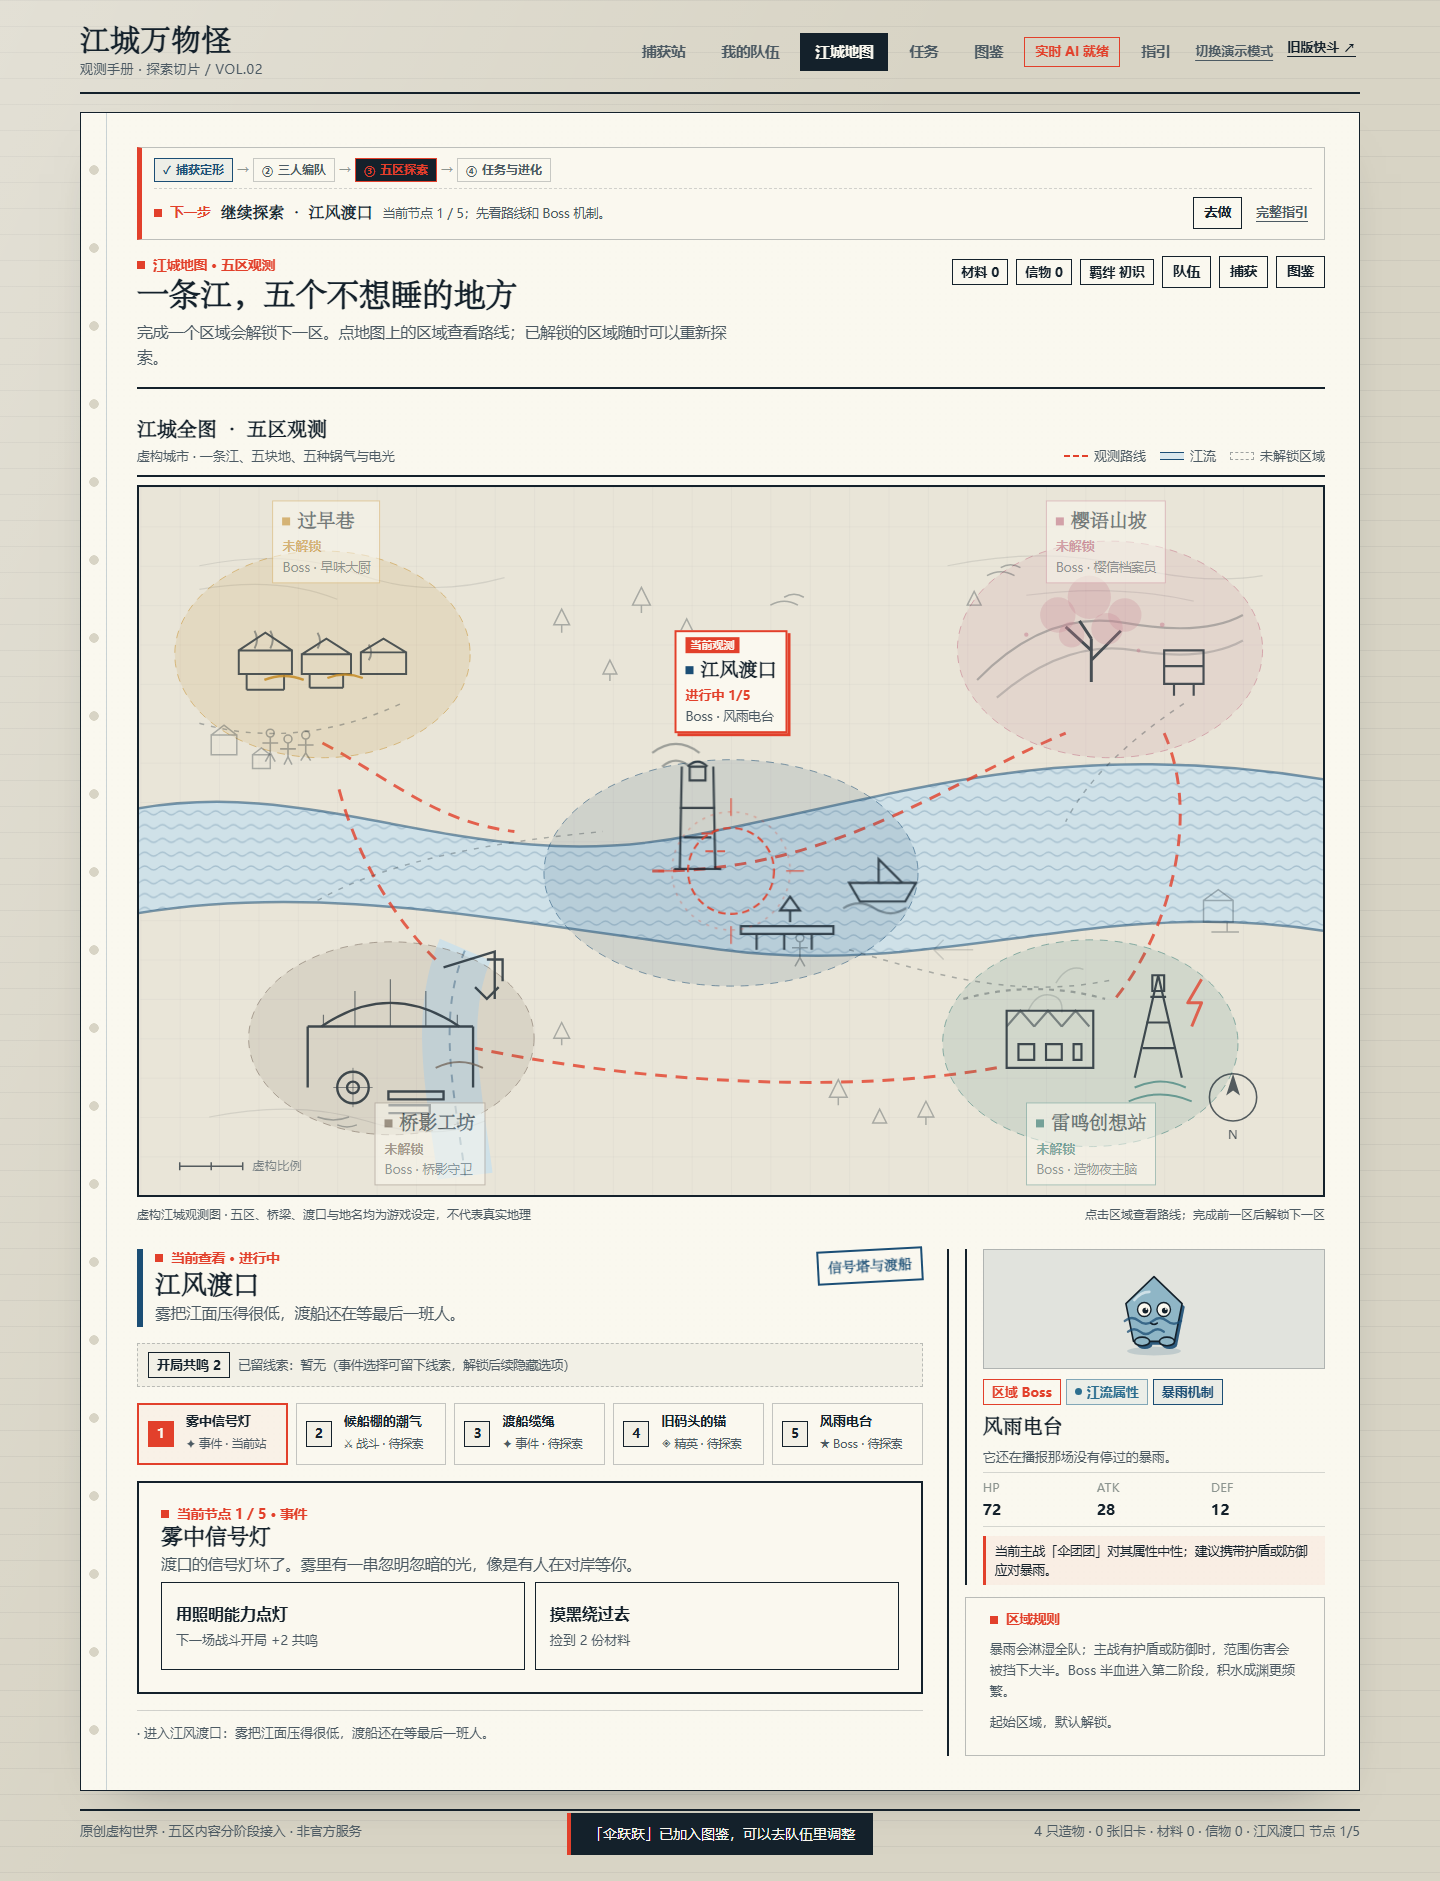 江城万物怪
观测手册 · 探索切片 / VOL.02
捕获站
我的队伍
江城地图
任务
图鉴
实时 AI 就绪
指引
切换演示模式
旧版快斗 ↗
✓ 捕获定形 → ② 三人编队 → ③ 五区探索 → ④ 任务与进化
下一步 继续探索 · 江风渡口 当前节点 1 / 5；先看路线和 Boss 机制。
去做
完整指引
江城地图 • 五区观测
一条江，五个不想睡的地方
完成一个区域会解锁下一区。点地图上的区域查看路线；已解锁的区域随时可以重新探
索。
材料 0
信物 0
羁绊 初识
队伍
捕获
图鉴
江城全图 · 五区观测
虚构城市 · 一条江、五块地、五种锅气与电光
观测路线
江流
未解锁区域
过早巷
未解锁
Boss · 早味大厨
樱语山坡
未解锁
Boss · 樱信档案员
当前观测
江风渡口
进行中 1/5
Boss · 风雨电台
桥影工坊
未解锁
Boss · 桥影守卫
雷鸣创想站
未解锁
Boss · 造物夜主脑
N
虚构比例
虚构江城观测图 · 五区、桥梁、渡口与地名均为游戏设定，不代表真实地理
点击区域查看路线；完成前一区后解锁下一区
当前查看 • 进行中
江风渡口
雾把江面压得很低，渡船还在等最后一班人。
信号塔与渡船
开局共鸣 2
已留线索：暂无（事件选择可留下线索，解锁后续隐藏选项）
1
雾中信号灯
✦ 事件 · 当前站
2
候船棚的潮气
⚔ 战斗 · 待探索
3
渡船缆绳
✦ 事件 · 待探索
4
旧码头的锚
◈ 精英 · 待探索
5
风雨电台
★ Boss · 待探索
当前节点 1 / 5 • 事件
雾中信号灯
渡口的信号灯坏了。雾里有一串忽明忽暗的光，像是有人在对岸等你。
用照明能力点灯
下一场战斗开局 +2 共鸣
摸黑绕过去
捡到 2 份材料
· 进入江风渡口：雾把江面压得很低，渡船还在等最后一班人。
区域 Boss
江流属性
暴雨机制
风雨电台
它还在播报那场没有停过的暴雨。
HP
72
ATK
28
DEF
12
当前主战「伞团团」对其属性中性；建议携带护盾或防御
应对暴雨。
区域规则
暴雨会淋湿全队；主战有护盾或防御时，范围伤害会
被挡下大半。Boss 半血进入第二阶段，积水成渊更频
繁。
起始区域，默认解锁。
原创虚构世界 · 五区内容分阶段接入 · 非官方服务
「伞跃跃」已加入图鉴，可以去队伍里调整
4 只造物 · 0 张旧卡 · 材料 0 · 信物 0 · 江风渡口 节点 1/5